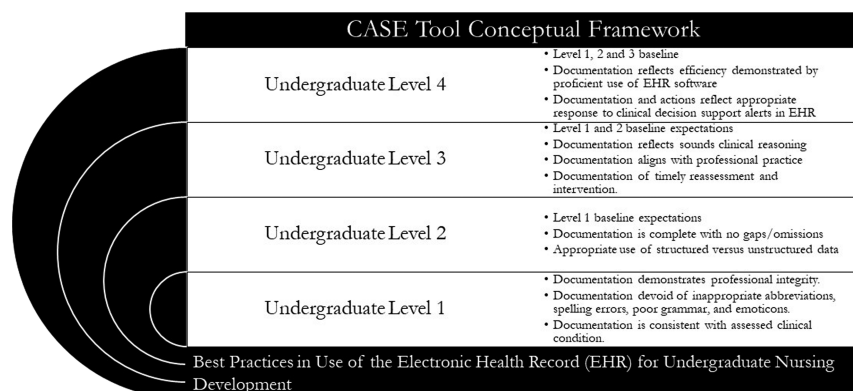 CASE Tool Conceptual Framework
Undergraduate Level 4
• Level 1, 2 and 3 baseline
• Documentation reflects efficiency demonstrated by
proficient use of EHR software
• Documentation and actions reflect appropriate
response to clinical decision support alerts in EHR
Undergraduate Level 3
• Level 1 and 2 baseline expectations
• Documentation reflects sounds clinical reasoning
• Documentation aligns with professional practice
• Documentation of timely reassessment and
intervention.
Undergraduate Level 2
• Level 1 baseline expectations
• Documentation is complete with no gaps/omissions
• Appropriate use of structured versus unstructured data
Undergraduate Level 1
• Documentation demonstrates professional integrity.
• Documentation devoid of inappropriate abbreviations,
spelling errors, poor grammar, and emoticons.
• Documentation is consistent with assessed clinical
condition.
Best Practices in Use of the Electronic Health Record (EHR) for Undergraduate Nursing
Development